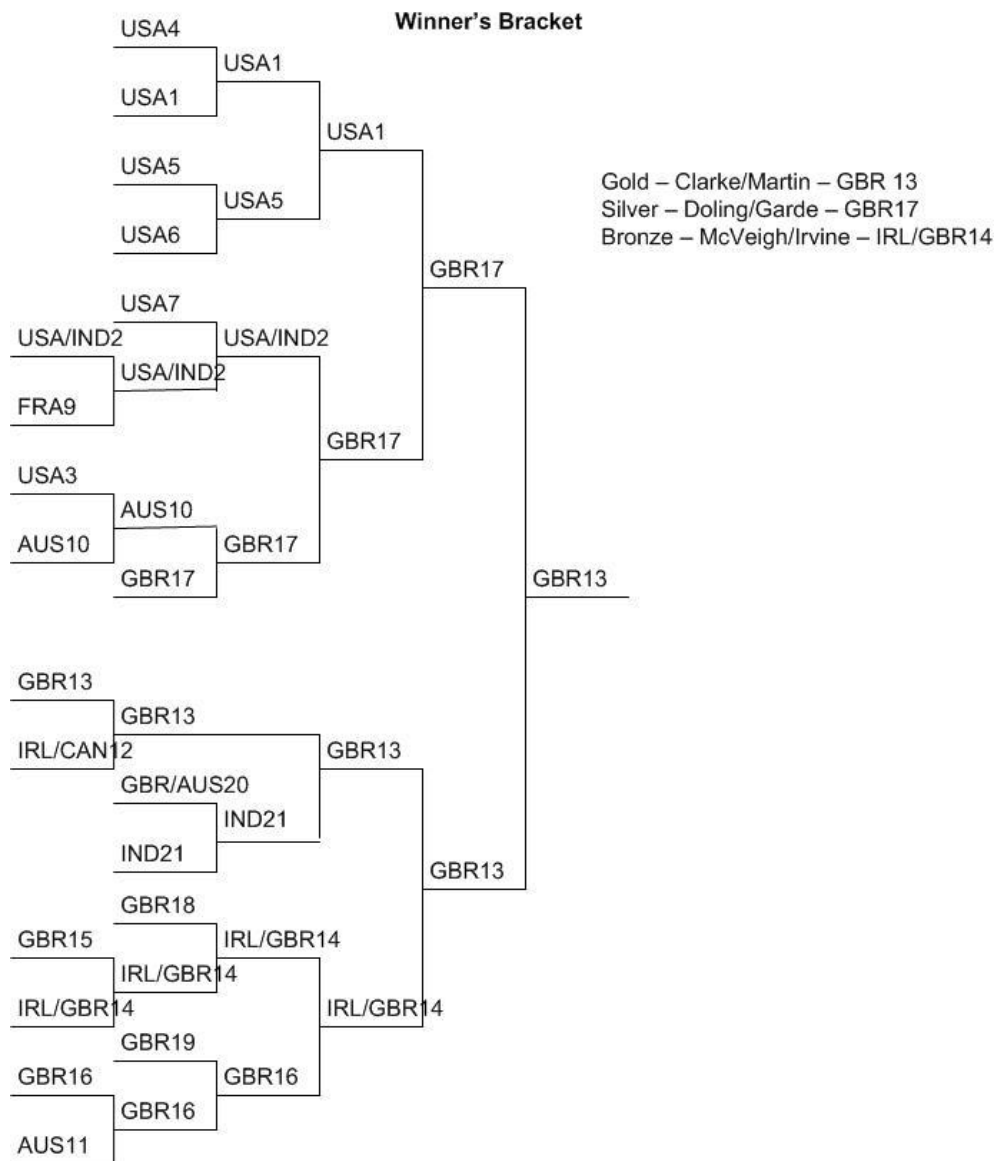 Winner's Bracket
USA4
USA1
USA1
USA1
USA5
USA5
USA6
Gold – Clarke/Martin – GBR 13
Silver – Doling/Garde – GBR17
Bronze – McVeigh/Irvine – IRL/GBR14
GBR17
USA7
USA/IND2
USA/IND2
USA/IND2
FRA9
GBR17
USA3
AUS10
AUS10
GBR17
GBR17
GBR13
GBR13
GBR13
IRL/CAN12
GBR13
GBR/AUS20
IND21
IND21
GBR13
GBR18
GBR15
IRL/GBR14
IRL/GBR14
IRL/GBR14
IRL/GBR14
GBR19
GBR16
GBR16
GBR16
AUS11